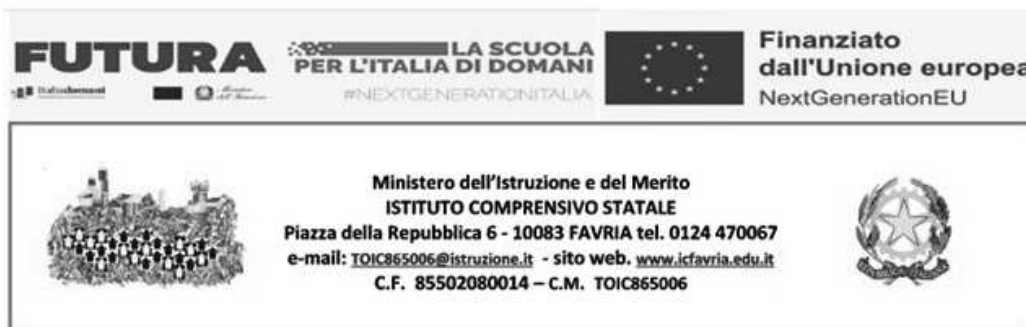 FUTURA
LA SCUOLA
PER L'ITALIA DI DOMANI
Italiadomani
#NEXTGENERATIONITALIA
Finanziato
dall'Unione europea
NextGenerationEU
Ministero dell'Istruzione e del Merito
ISTITUTO COMPRENSIVO STATALE
Piazza della Repubblica 6 - 10083 FAVRIA tel. 0124 470067
e-mail: TOIC865006@istruzione.it - sito web. www.icfavria.edu.it
C.F. 85502080014 – C.M. TOIC865006